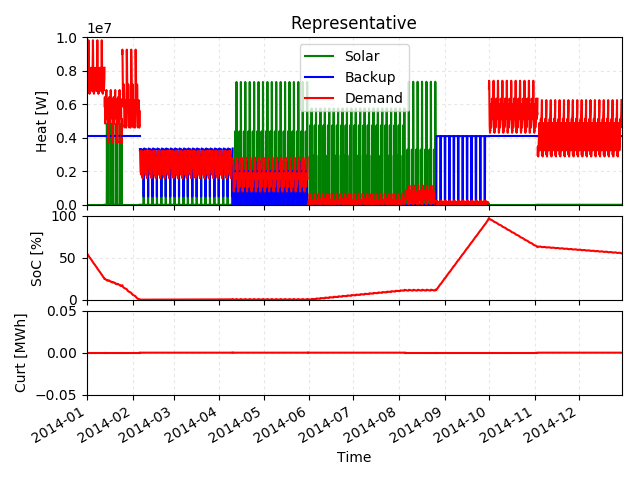 Representative
1e7
1.0
0.8
0.6
0.4
0.2
0.0
Heat [W]
Solar
Backup
Demand
100
50
0
SoC [%]
0.05
0.00
−0.05
Curt [MWh]
2014-01
2014-02
2014-03
2014-04
2014-05
2014-06
2014-07
2014-08
2014-09
2014-10
2014-11
2014-12
Time